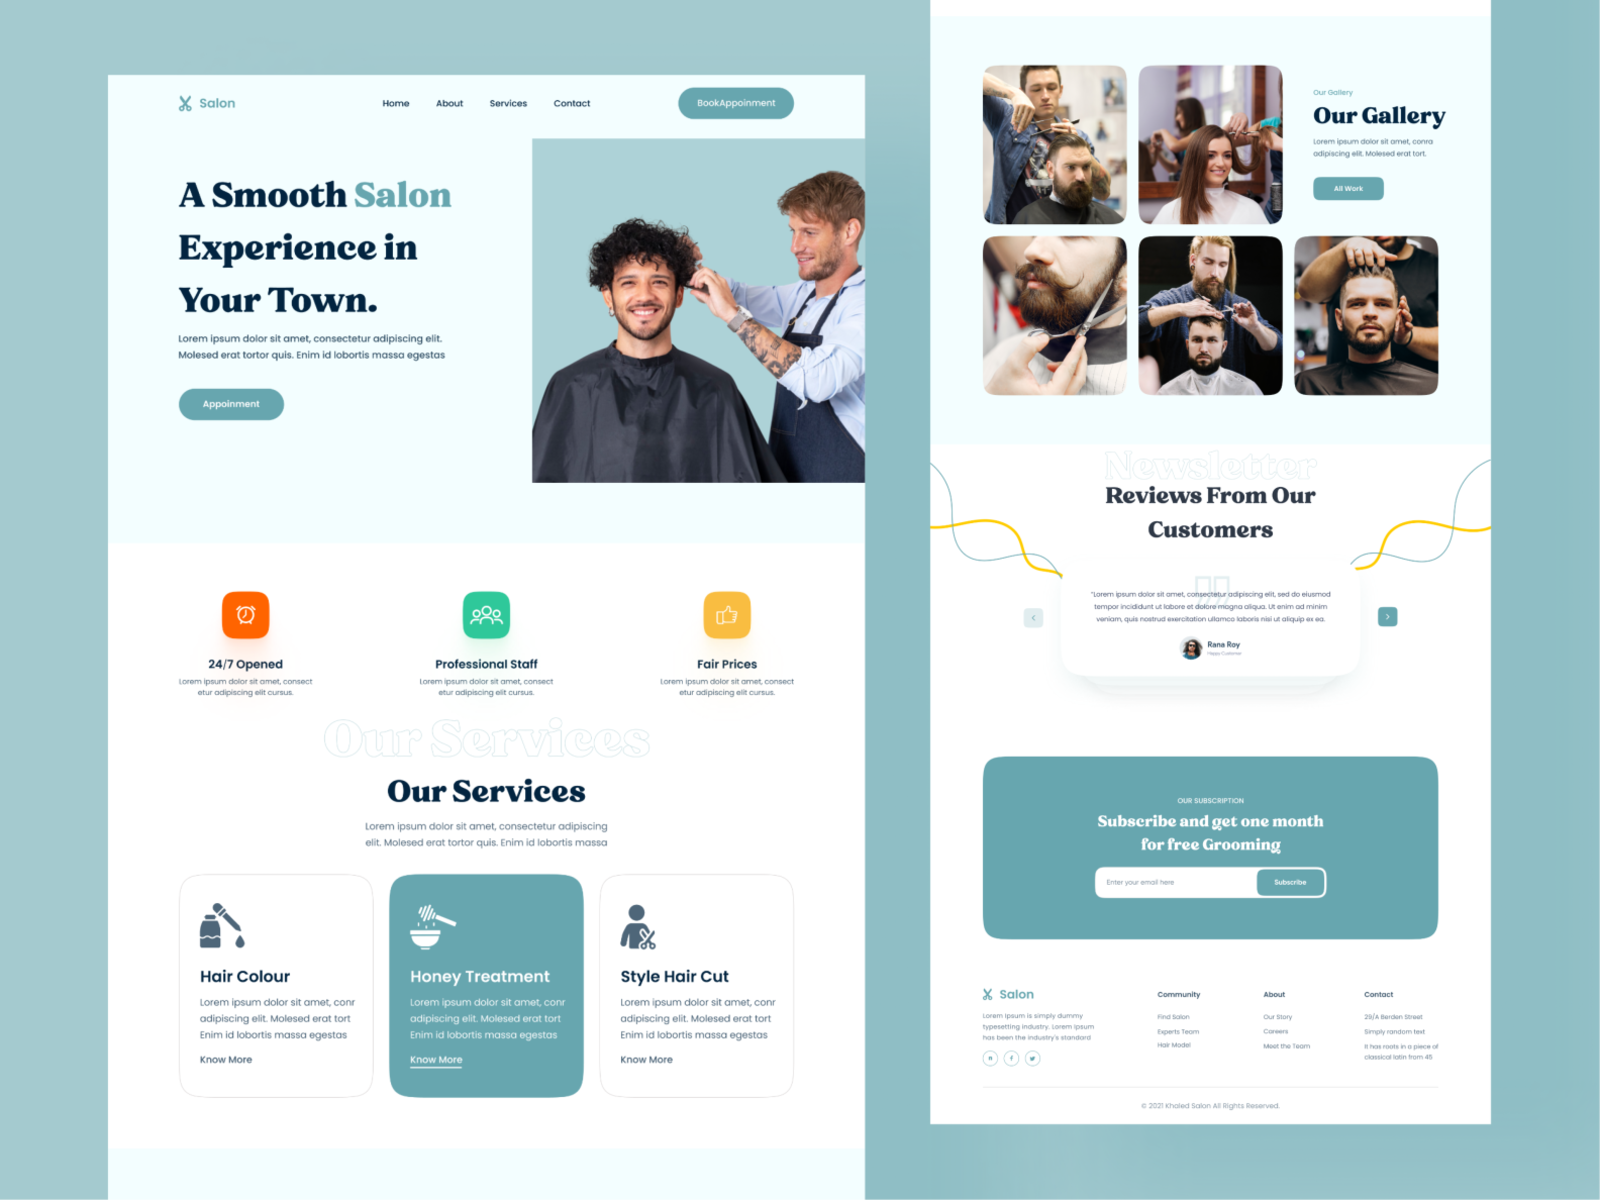 Salon
Home
About
Services
Contact
BookAppoinment
A Smooth Salon
Experience in
Your Town.
Lorem ipsum dolor sit amet, consectetur adipiscing elit.
Molesed erat tortor quis. Enim id lobortis massa egestas
Appoinment
24/7 Opened
Lorem ipsum dolor sit amet, consect
etur adipiscing elit cursus.
Professional Staff
Lorem ipsum dolor sit amet, consect
etur adipiscing elit cursus.
Fair Prices
Lorem ipsum dolor sit amet, consect
etur adipiscing elit cursus.
Our Services
Our Services
Lorem ipsum dolor sit amet, consectetur adipiscing
elit. Molesed erat tortor quis. Enim id lobortis massa
Hair Colour
Lorem ipsum dolor sit amet, conr
adipiscing elit. Molesed erat tort
Enim id lobortis massa egestas
Know More
Honey Treatment
Lorem ipsum dolor sit amet, conr
adipiscing elit. Molesed erat tort
Enim id lobortis massa egestas
Know More
Style Hair Cut
Lorem ipsum dolor sit amet, conr
adipiscing elit. Molesed erat tort
Enim id lobortis massa egestas
Know More
Our Gallery
Our Gallery
Lorem ipsum dolor sit amet, conra
adipiscing elit. Molesed erat tort.
All Work
Newsletter
Reviews From Our
Customers
"Lorem ipsum dolor sit amet, consectetur adipiscing elit, sed do eiusmod
tempor incididunt ut labore et dolore magna aliqua. Ut enim ad minim
veniam, quis nostrud exercitation ullamco laboris nisi ut aliquip ex ea.
Rana Roy
Happy Customer
OUR SUBSCRIPTION
Subscribe and get one month
for free Grooming
Enter your email here
Subscribe
Salon
Lorem Ipsum is simply dummy
typesetting industry. Lorem Ipsum
has been the industry's standard
Community
Find Salon
Experts Team
Hair Model
About
Our Story
Careers
Meet the Team
Contact
29/A Berden Street
Simply random text
It has roots in a piece of
classical latin from 45
© 2021 Khaled Salon All Rights Reserved.